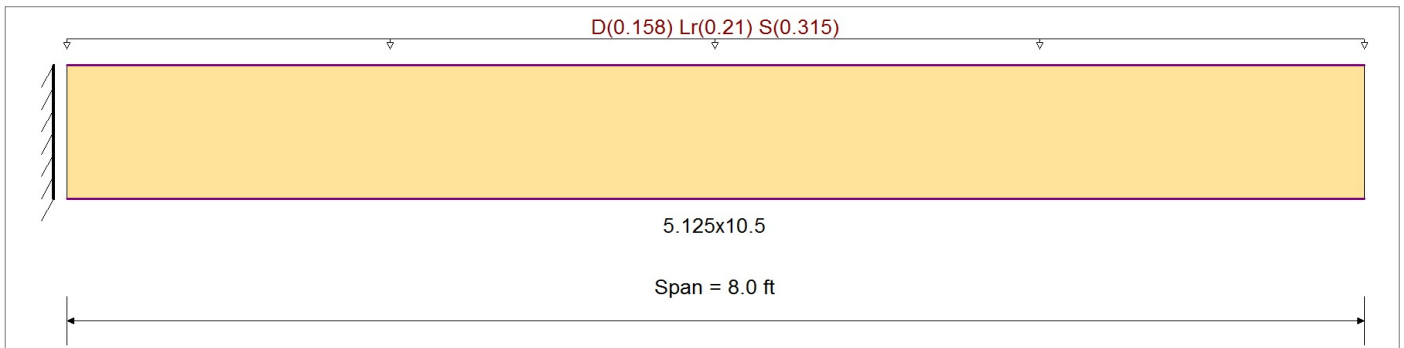 D(0.158) Lr(0.21) S(0.315)
5.125x10.5
Span = 8.0 ft